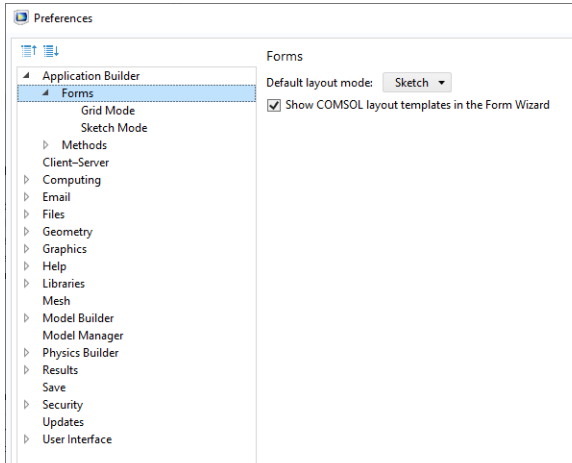 Preferences
Application Builder
Forms
Grid Mode
Sketch Mode
Methods
Client–Server
Computing
Email
Files
Geometry
Graphics
Help
Libraries
Mesh
Model Builder
Model Manager
Physics Builder
Results
Save
Security
Updates
User Interface
Forms
Default layout mode: Sketch
Show COMSOL layout templates in the Form Wizard